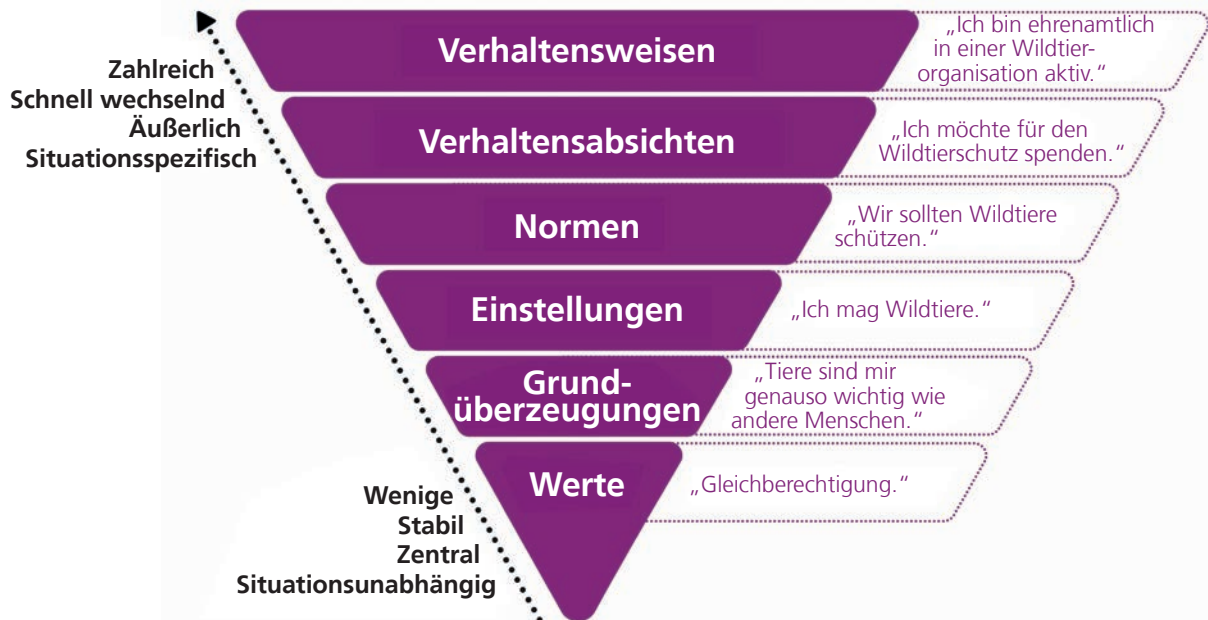 Verhaltensweisen
„Ich bin ehrenamtlich
in einer Wildtier-
organisation aktiv.“
Zahlreich
Schnell wechselnd
Äußerlich
Situationsspezifisch
Verhaltensabsichten
„Ich möchte für den
Wildtierschutz spenden.“
Normen
„Wir sollten Wildtiere
schützen.“
Einstellungen
„Ich mag Wildtiere.“
Grund-
überzeugungen
„Tiere sind mir
genauso wichtig wie
andere Menschen.“
Werte
„Gleichberechtigung.“
Wenige
Stabil
Zentral
Situationsunabhängig